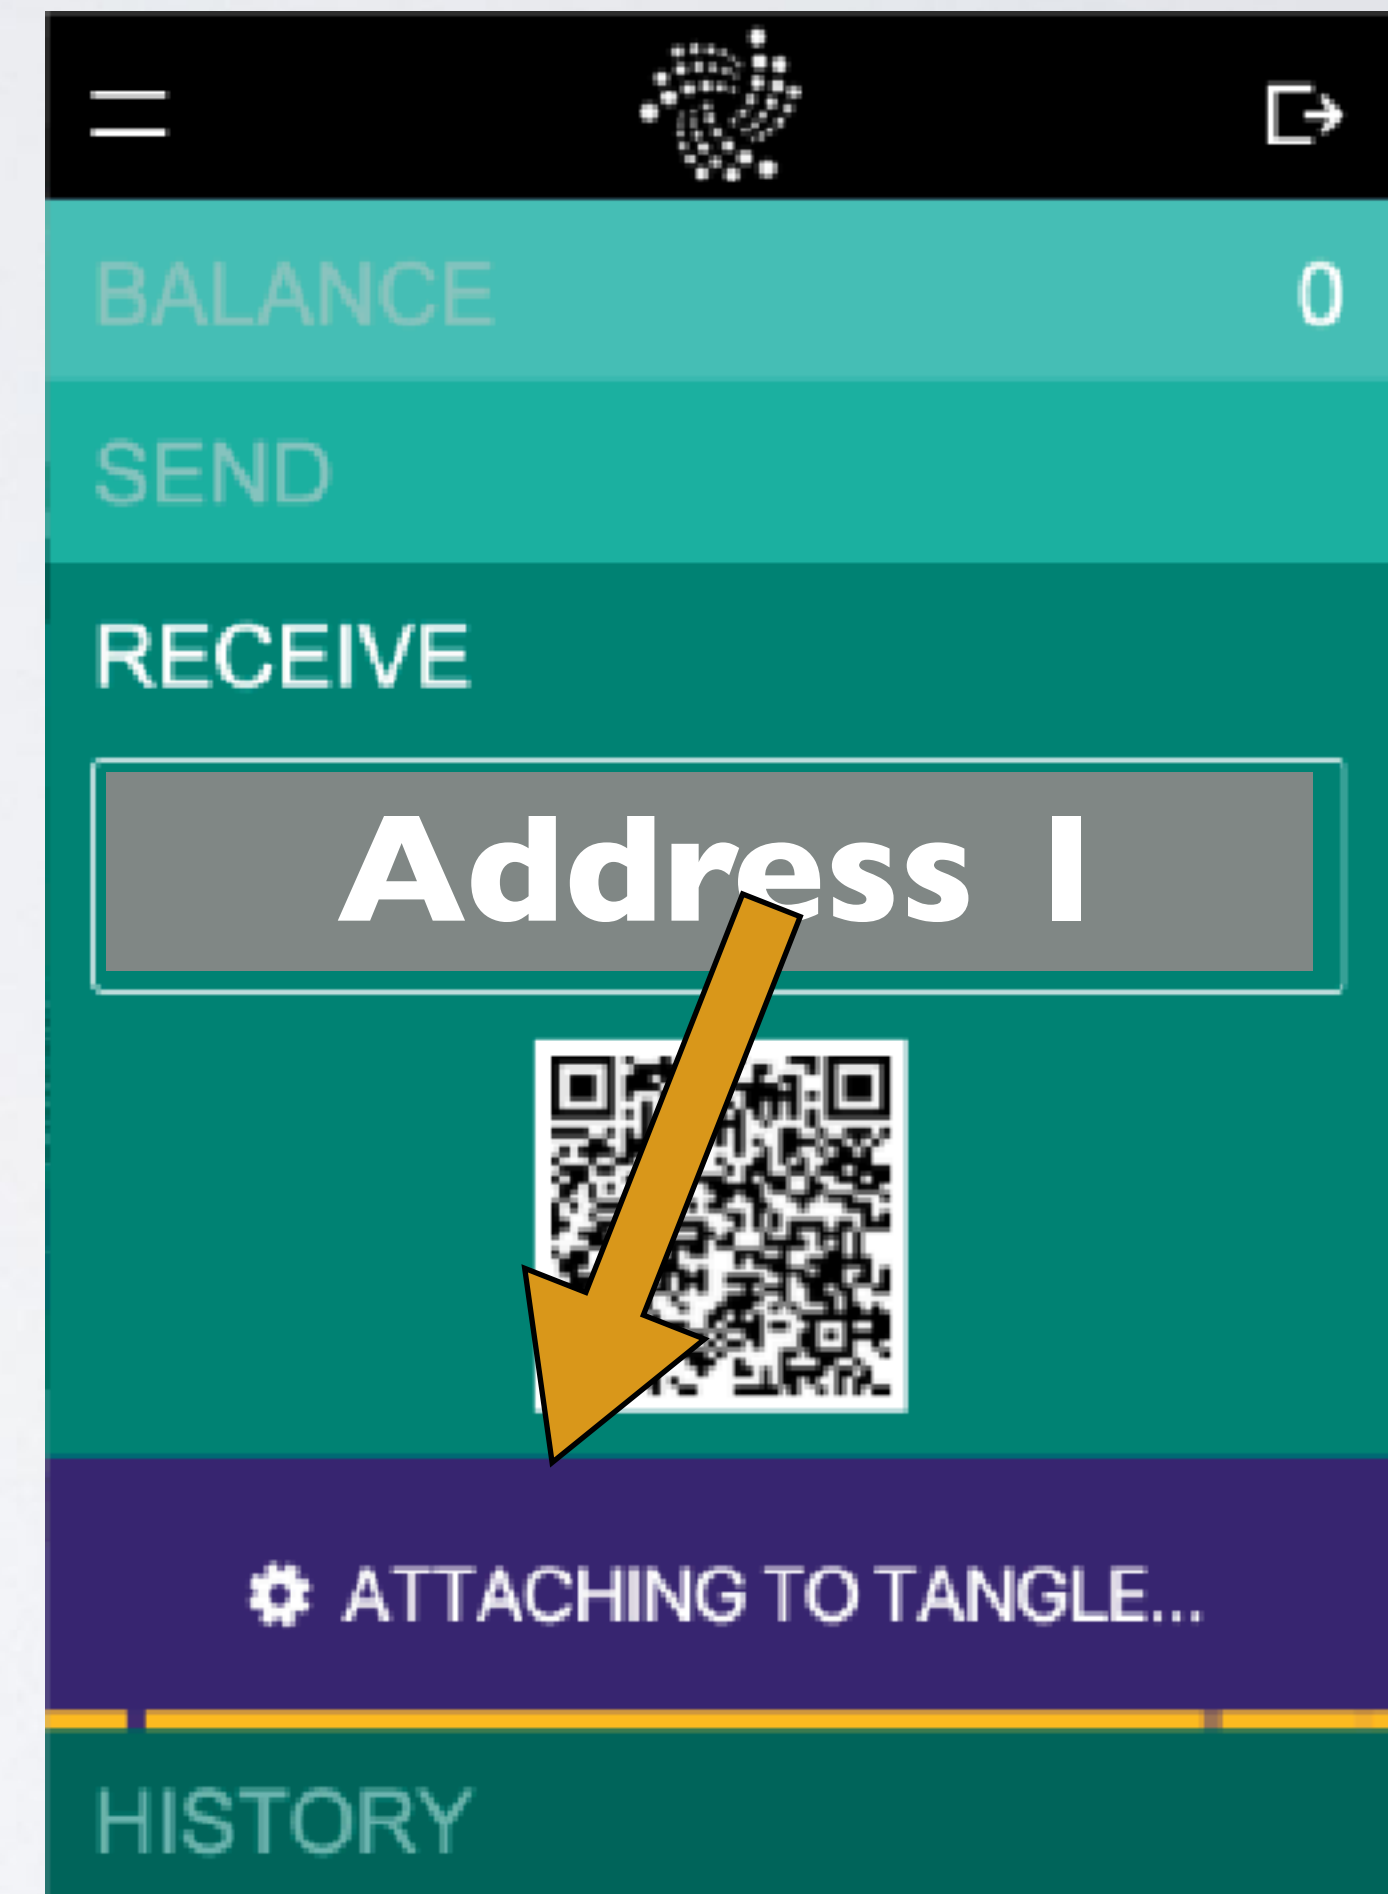 BALANCE 0
SEND
RECEIVE
Address 1
ATTACHING TO TANGLE...
HISTORY